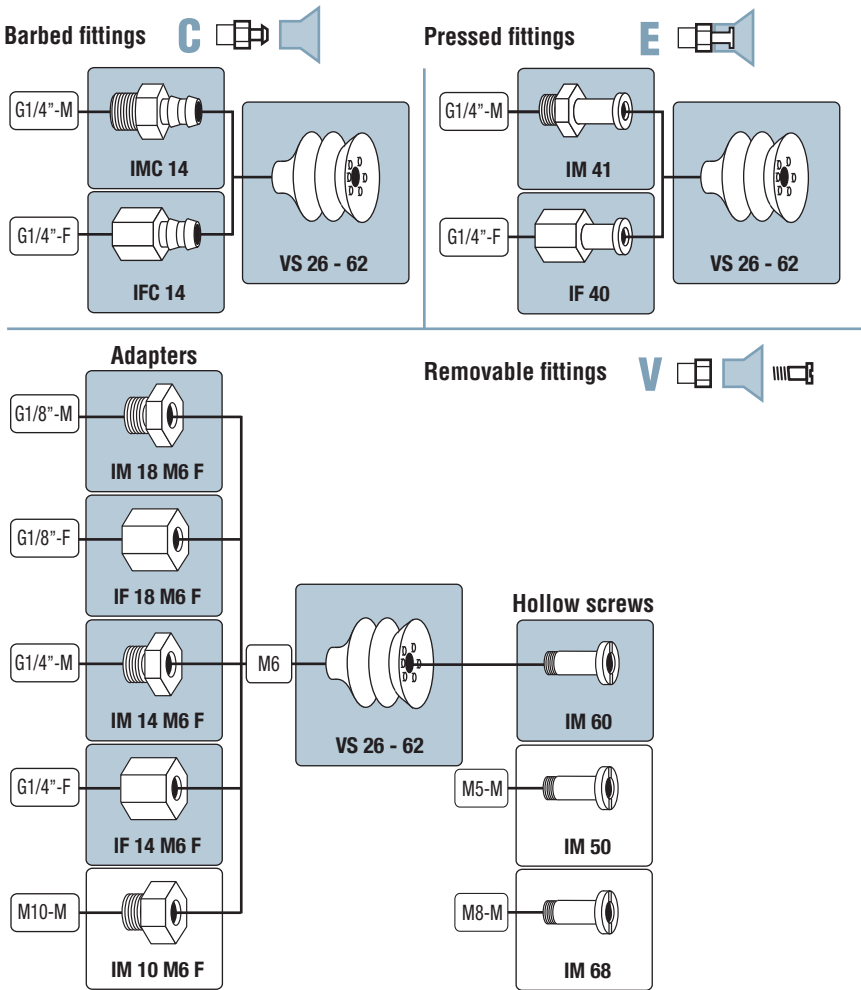 Barbed fittings C
G1/4”-M
IMC 14
G1/4”-F
IFC 14
VS 26 - 62
Pressed fittings E
G1/4”-M
IM 41
G1/4”-F
IF 40
VS 26 - 62
Adapters
Removable fittings V
G1/8”-M
IM 18 M6 F
G1/8”-F
IF 18 M6 F
G1/4”-M
IM 14 M6 F
G1/4”-F
IF 14 M6 F
M10-M
IM 10 M6 F
M6
VS 26 - 62
Hollow screws
IM 60
M5-M
IM 50
M8-M
IM 68